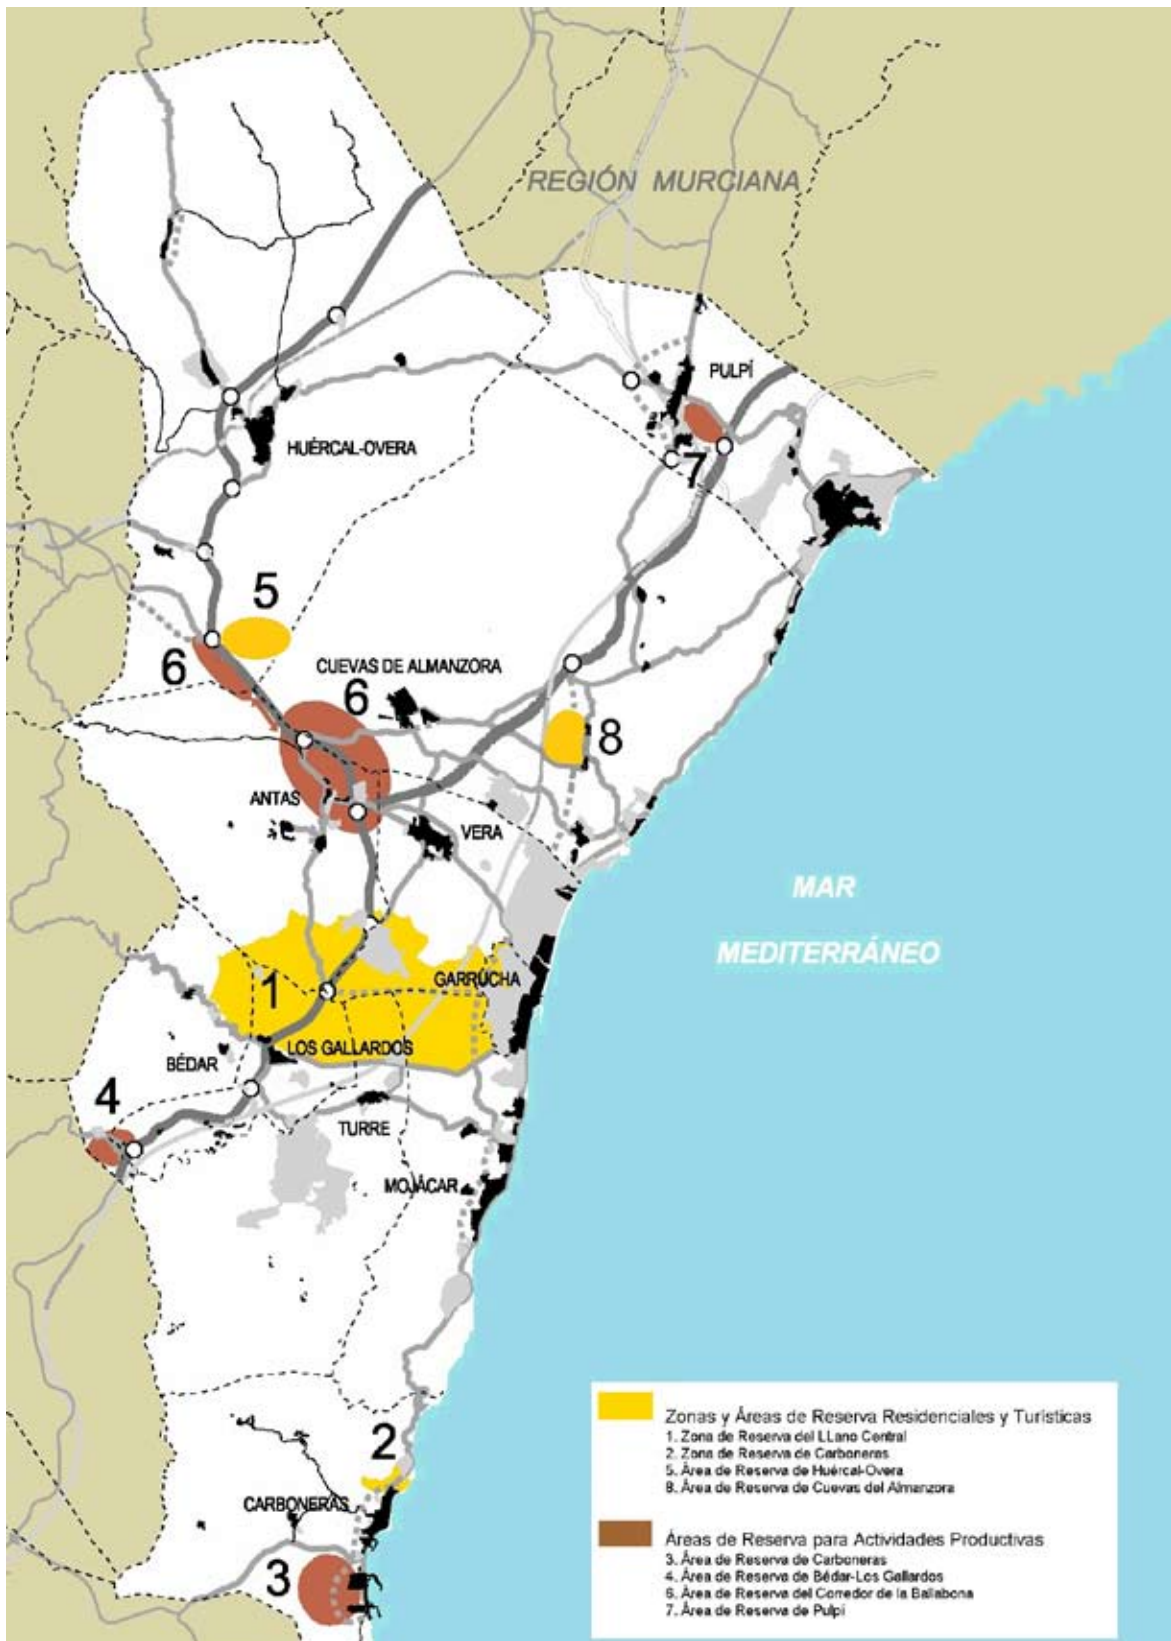 REGIÓN MURCIANA
PULPÍ
HUÉRCAL-OVERA
7
5
6
CUEVAS DE ALMANZORA
6
8
ANTAS
VERA
MAR
MEDITERRÁNEO
GARRÚCHA
1
LOS GALLARDOS
BÉDAR
4
TURRE
MOJÁCAR
2
CARBONERAS
3
Zonas y Áreas de Reserva Residenciales y Turísticas
1. Zona de Reserva del LLano Central
2. Zona de Reserva de Carboneras
5. Área de Reserva de Huércal-Overa
8. Área de Reserva de Cuevas del Almanzora
Áreas de Reserva para Actividades Productivas
3. Área de Reserva de Carboneras
4. Área de Reserva de Bédar-Los Gallardos
6. Área de Reserva del Corredor de la Ballabona
7. Área de Reserva de Pulpí